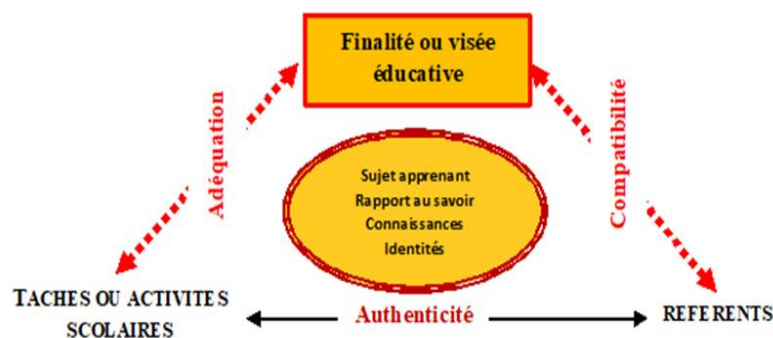 Finalité ou visée
éducative
Adéquation
Compatibilité
Sujet apprenant
Rapport au savoir
Connaissances
Identités
TACHES OU ACTIVITES
SCOLAIRES
Authenticité
REFERENTS